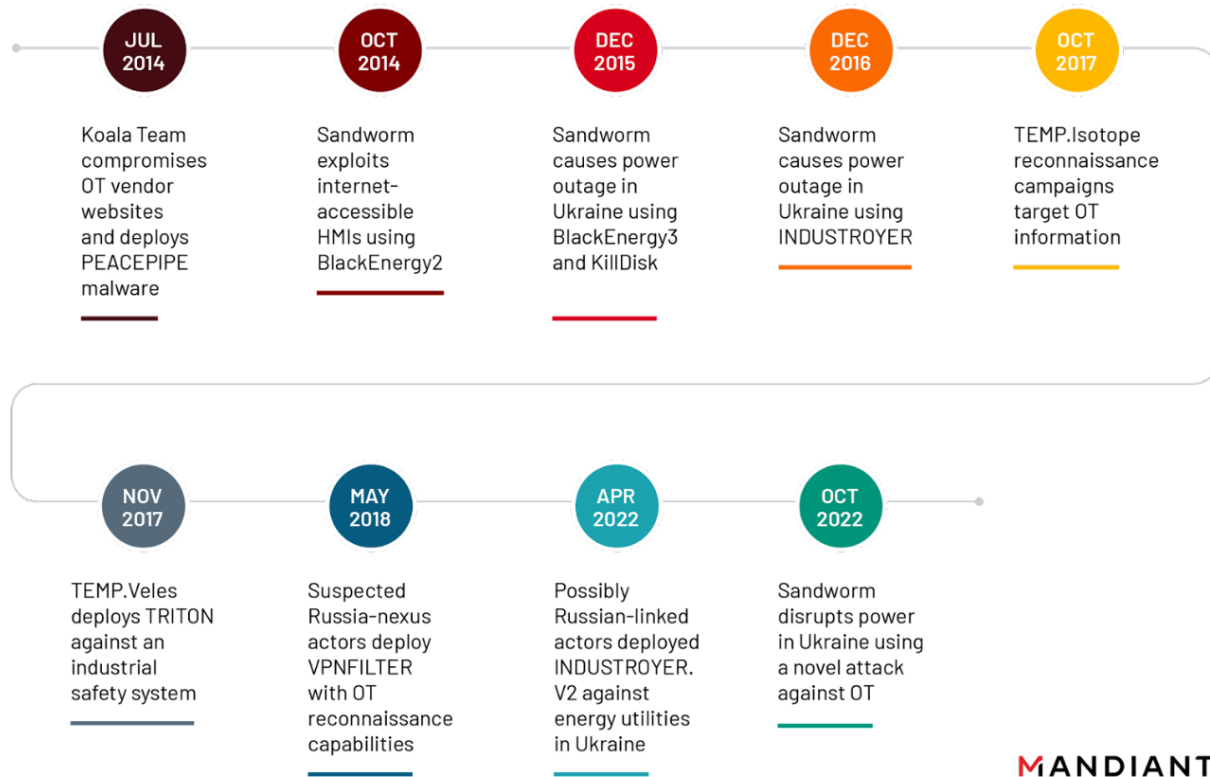 JUL
2014
Koala Team
compromises
OT vendor
websites
and deploys
PEACEPIPE
malware
OCT
2014
Sandworm
exploits
internet-
accessible
HMIs using
BlackEnergy2
DEC
2015
Sandworm
causes power
outage in
Ukraine using
BlackEnergy3
and KillDisk
DEC
2016
Sandworm
causes power
outage in
Ukraine using
INDUSTROYER
OCT
2017
TEMP.Isotope
reconnaissance
campaigns
target OT
information
NOV
2017
TEMP.Veles
deploys TRITON
against an
industrial
safety system
MAY
2018
Suspected
Russia-nexus
actors deploy
VPNFILTER
with OT
reconnaissance
capabilities
APR
2022
Possibly
Russian-linked
actors deployed
INDUSTROYER.
V2 against
energy utilities
in Ukraine
OCT
2022
Sandworm
disrupts power
in Ukraine using
a novel attack
against OT
MANDIANT